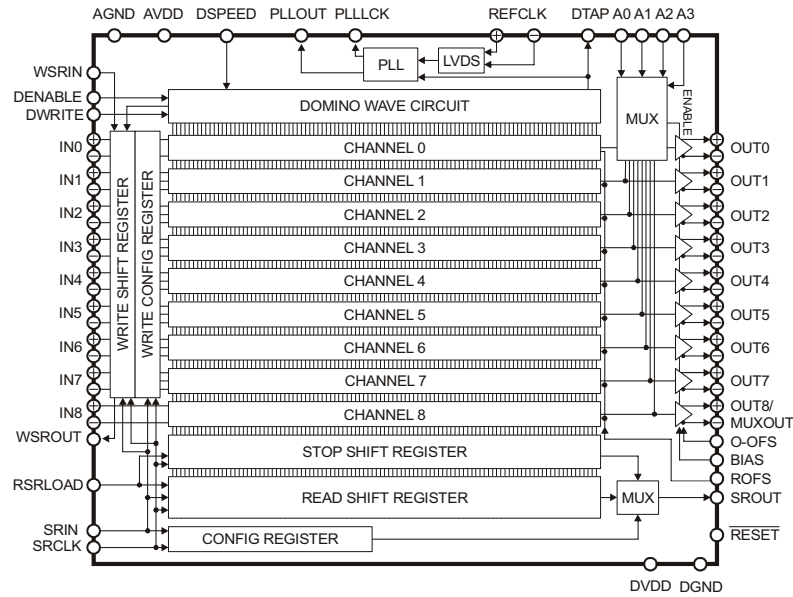 AGND AVDD DSPEED PLLOUT PLLLCK REFCLK DTAP A0 A1 A2 A3
WSRIN
PLL
LVDS
DENABLE
DWRITE
DOMINO WAVE CIRCUIT
MUX
ENABLE
IN0
CHANNEL 0
OUT0
IN1
CHANNEL 1
OUT1
IN2
CHANNEL 2
OUT2
IN3
CHANNEL 3
OUT3
IN4
CHANNEL 4
OUT4
IN5
CHANNEL 5
OUT5
IN6
CHANNEL 6
OUT6
IN7
CHANNEL 7
OUT7
IN8
CHANNEL 8
OUT8/
MUXOUT
WRITE SHIFT REGISTER
WRITE CONFIG REGISTER
WSROUT
STOP SHIFT REGISTER
O-OFS
BIAS
ROFS
RSRLOAD
READ SHIFT REGISTER
MUX
SROUT
SRIN
SRCLK
CONFIG REGISTER
RESET
DVDD DGND